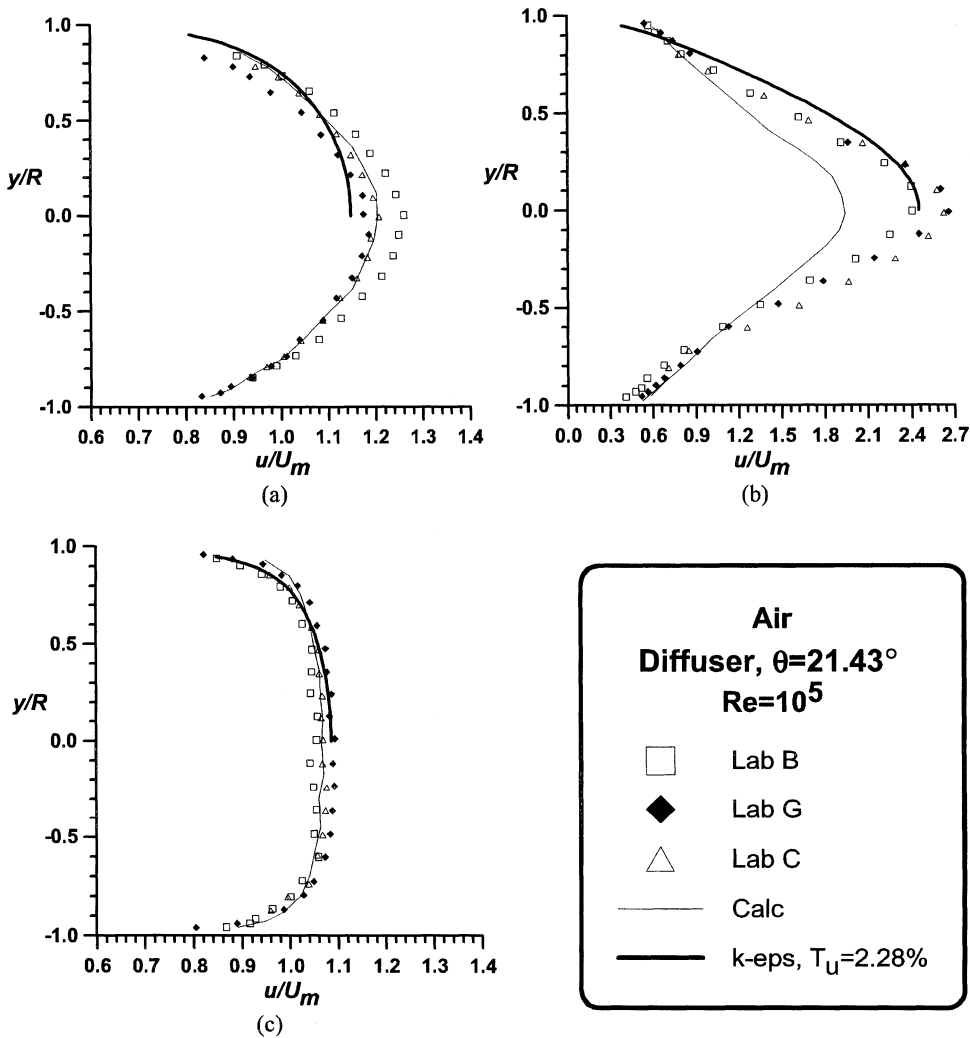 1.0
0.5
y/R
0.0
-0.5
-1.0
0.6 0.7 0.8 0.9 1.0 1.1 1.2 1.3 1.4
u/Um
(a)
1.0
0.5
y/R
0.0
-0.5
-1.0
0.0 0.3 0.6 0.9 1.2 1.5 1.8 2.1 2.4 2.7
u/Um
(b)
1.0
0.5
y/R
0.0
-0.5
-1.0
0.6 0.7 0.8 0.9 1.0 1.1 1.2 1.3 1.4
u/Um
(c)
Air
Diffuser, θ=21.43°
Re=10⁵
Lab B
Lab G
Lab C
Calc
k-eps, Tu=2.28%